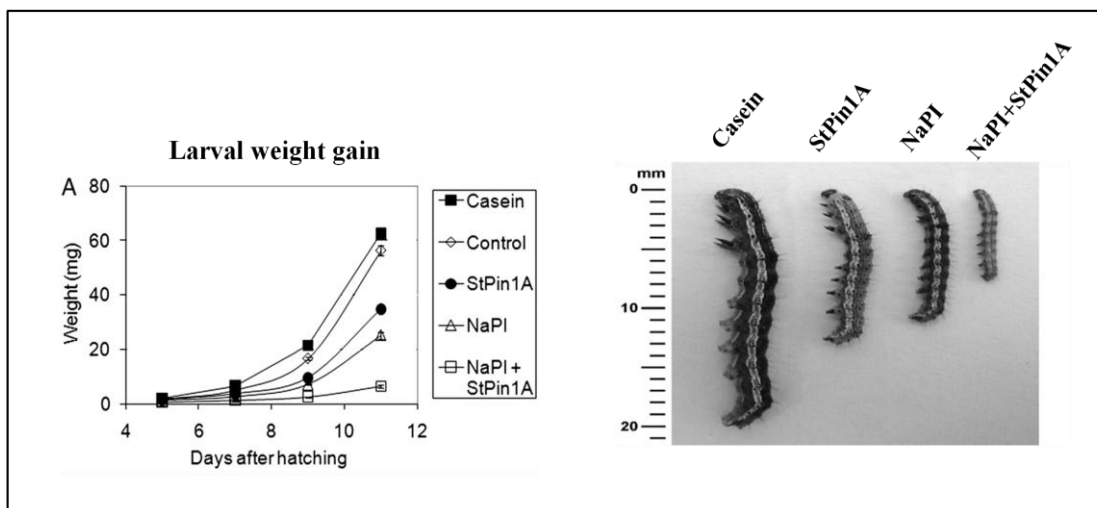 Larval weight gain
A
80
60
40
20
0
Weight (mg)
4 6 8 10 12
Days after hatching
Casein
Control
StPin1A
NaPI
NaPI +
StPin1A
Casein
StPin1A
NaPI
NaPI+StPin1A
mm
0
10
20